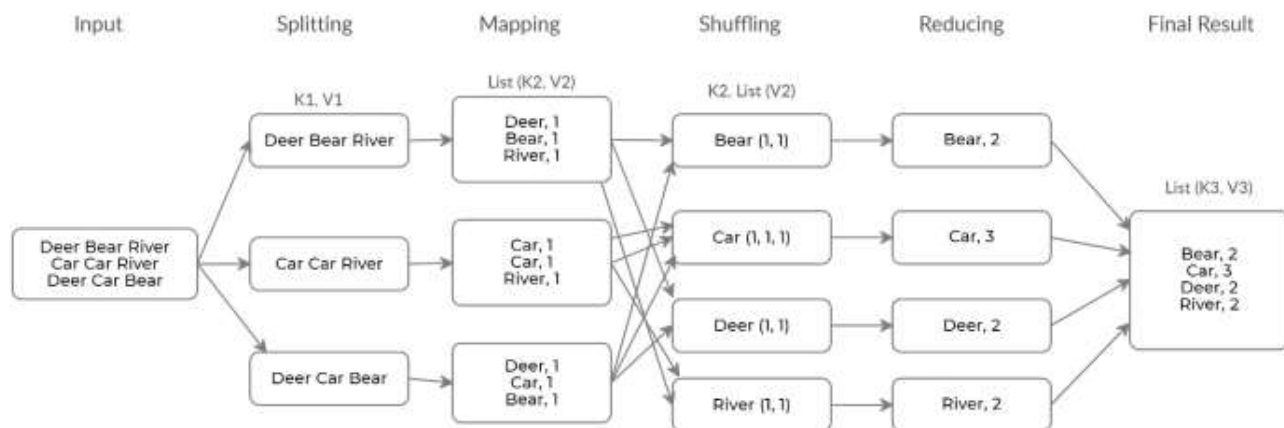 Input
Splitting
Mapping
Shuffling
Reducing
Final Result
K1, V1
List (K2, V2)
K2, List (V2)
List (K3, V3)
Deer Bear River
Car Car River
Deer Car Bear
Deer Bear River
Car Car River
Deer Car Bear
Deer, 1
Bear, 1
River, 1
Car, 1
Car, 1
River, 1
Deer, 1
Car, 1
Bear, 1
Bear (1, 1)
Car (1, 1, 1)
Deer (1, 1)
River (1, 1)
Bear, 2
Car, 3
Deer, 2
River, 2
Bear, 2
Car, 3
Deer, 2
River, 2